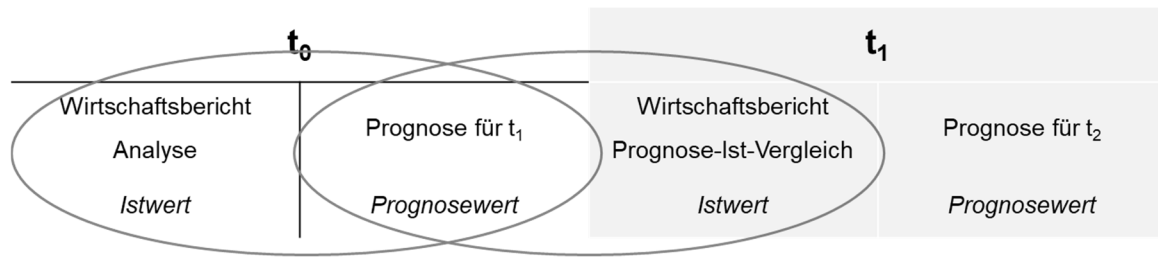 t0
t1
Wirtschaftsbericht
Analyse
Istwert
Prognose für t1
Prognosewert
Wirtschaftsbericht
Prognose-Ist-Vergleich
Istwert
Prognose für t2
Prognosewert